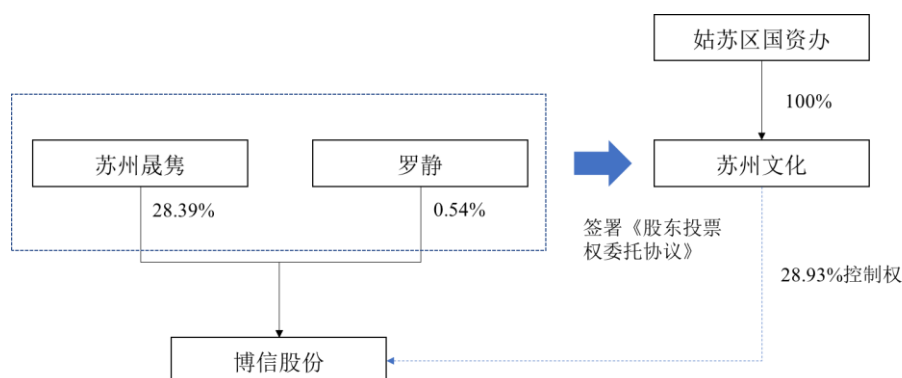 姑苏区国资办
100%
苏州晟隽
罗静
苏州文化
28.39%
0.54%
签署《股东投票
权委托协议》
28.93%控制权
博信股份